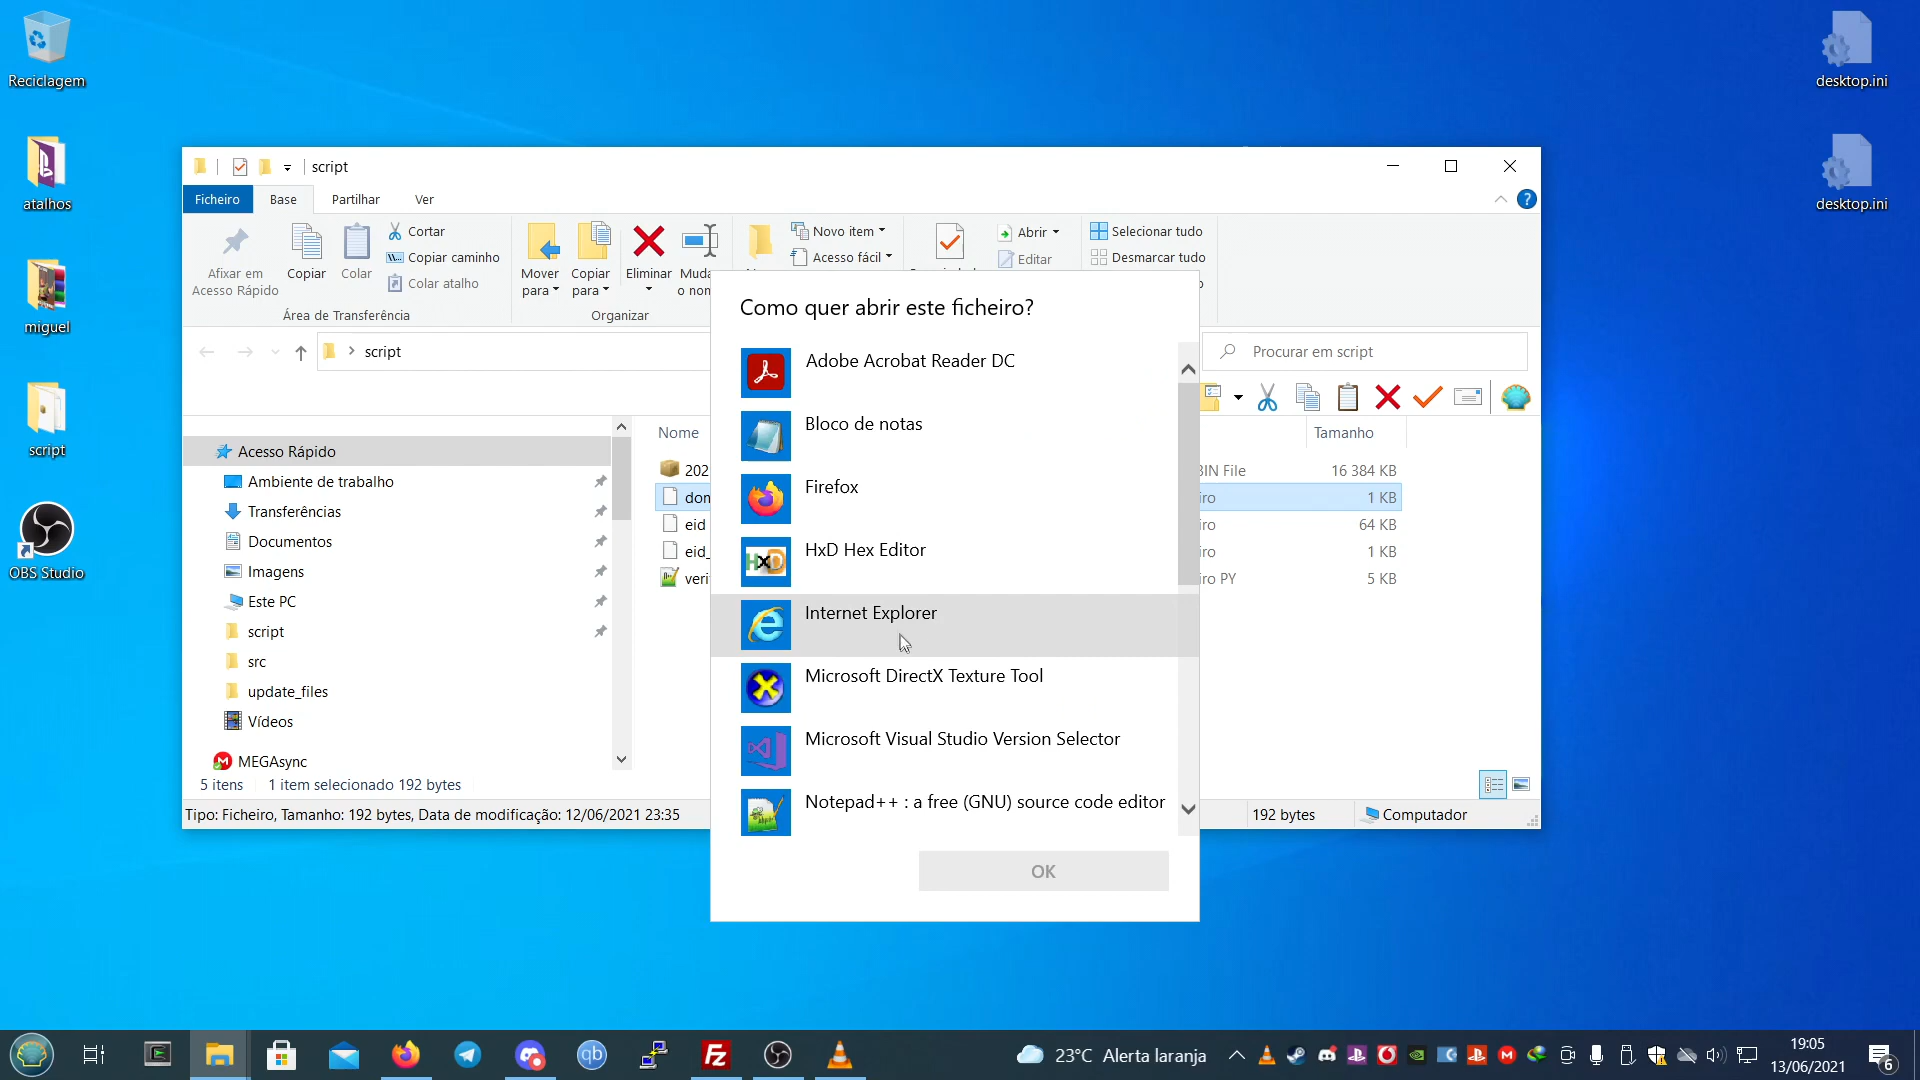 Reciclagem
atalhos
miguel
script
OBS Studio
desktop.ini
desktop.ini
script
Ficheiro
Base
Partilhar
Ver
Afixar em
Acesso Rápido
Copiar
Colar
Cortar
Copiar caminho
Colar atalho
Área de Transferência
Mover
para
Copiar
para
Eliminar
Organizar
Novo item
Acesso fácil
Abrir
Editar
Selecionar tudo
Desmarcar tudo
script
Procurar em script
Acesso Rápido
Ambiente de trabalho
Transferências
Documentos
Imagens
Este PC
script
src
update_files
Vídeos
MEGAsync
Nome
Tamanho
202
BIN File
16 384 KB
1 KB
eid
64 KB
eid_
1 KB
PY
5 KB
5 itens
1 item selecionado 192 bytes
Tipo: Ficheiro, Tamanho: 192 bytes, Data de modificação: 12/06/2021 23:35
192 bytes
Computador
Como quer abrir este ficheiro?
Adobe Acrobat Reader DC
Bloco de notas
Firefox
HxD Hex Editor
Internet Explorer
Microsoft DirectX Texture Tool
Microsoft Visual Studio Version Selector
Notepad++ : a free (GNU) source code editor
OK
23°C Alerta laranja
19:05
13/06/2021
6